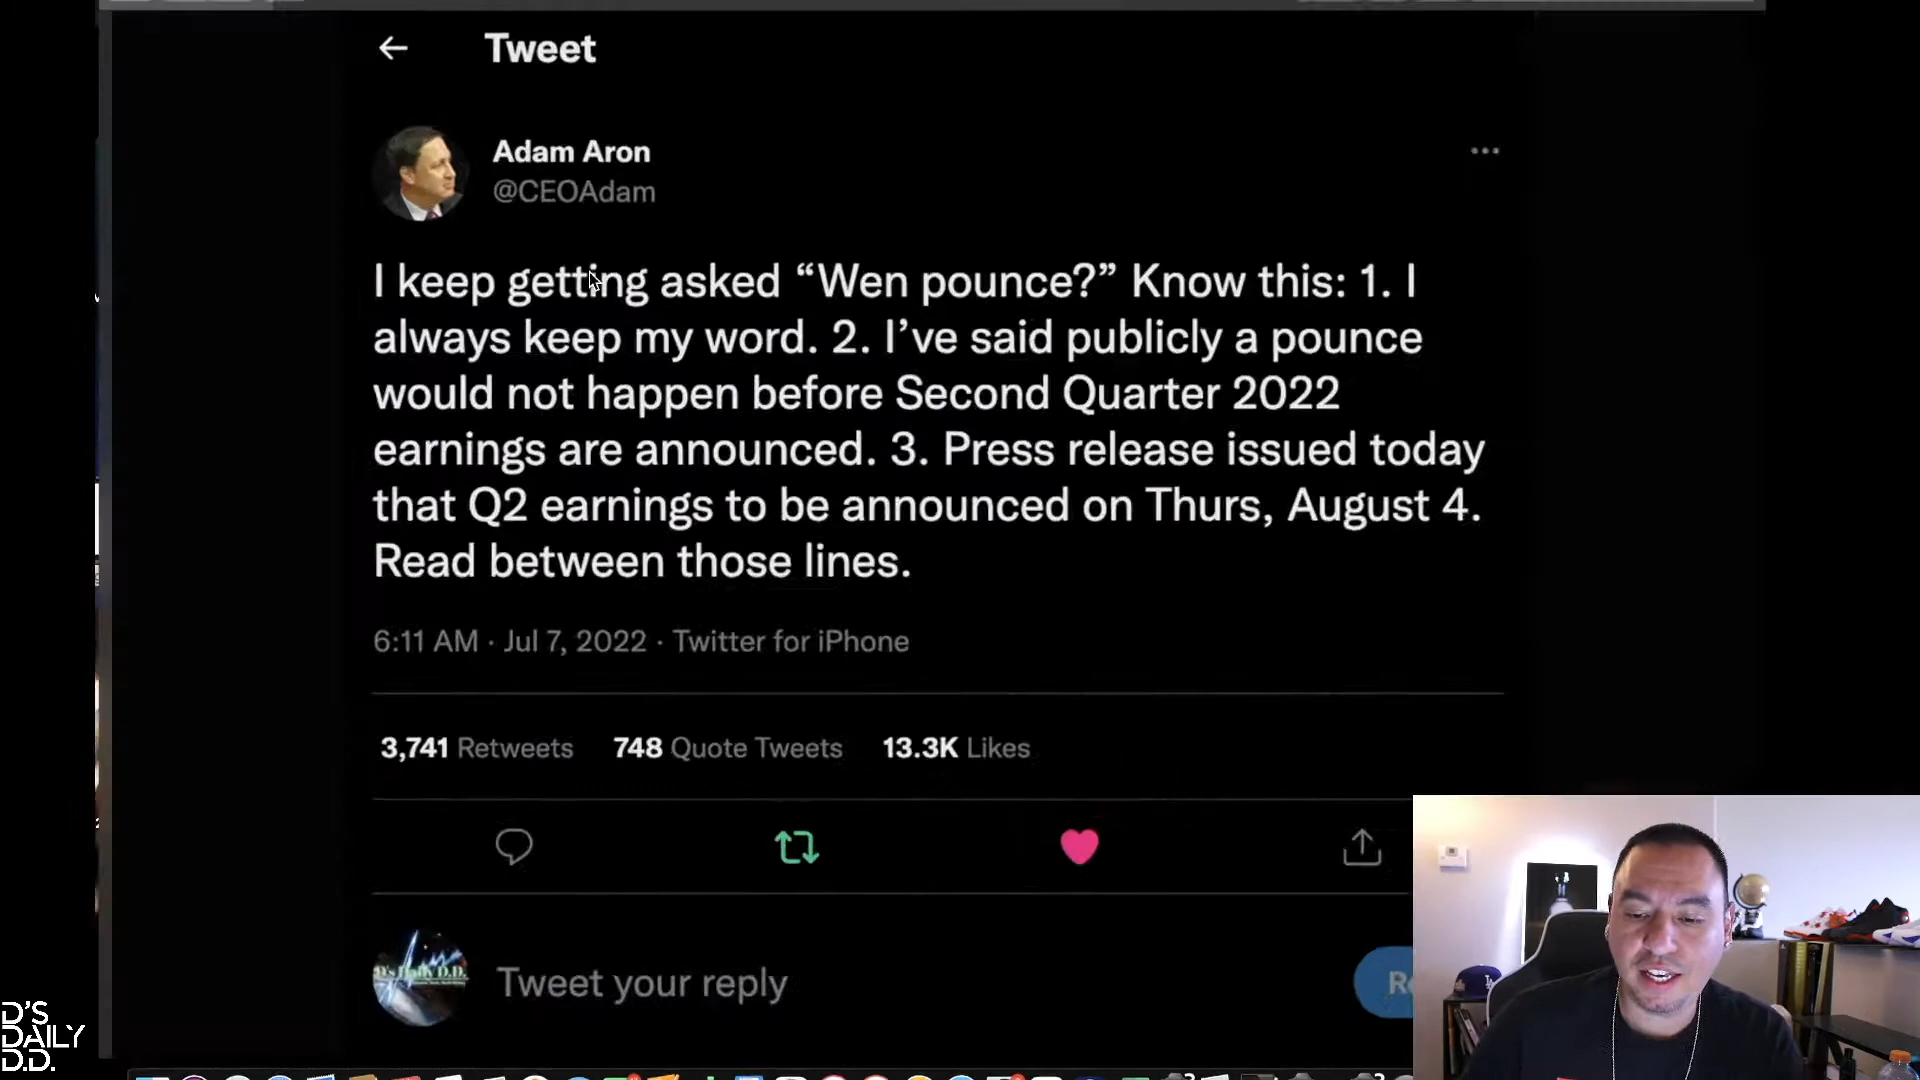 Tweet
Adam Aron
@CEOAdam
I keep getting asked “Wen pounce?” Know this: 1. I
always keep my word. 2. I’ve said publicly a pounce
would not happen before Second Quarter 2022
earnings are announced. 3. Press release issued today
that Q2 earnings to be announced on Thurs, August 4.
Read between those lines.
6:11 AM · Jul 7, 2022 · Twitter for iPhone
3,741 Retweets 748 Quote Tweets 13.3K Likes
D's Daily D.D.
Tweet your reply
D'S
DAILY
D.D.
LA